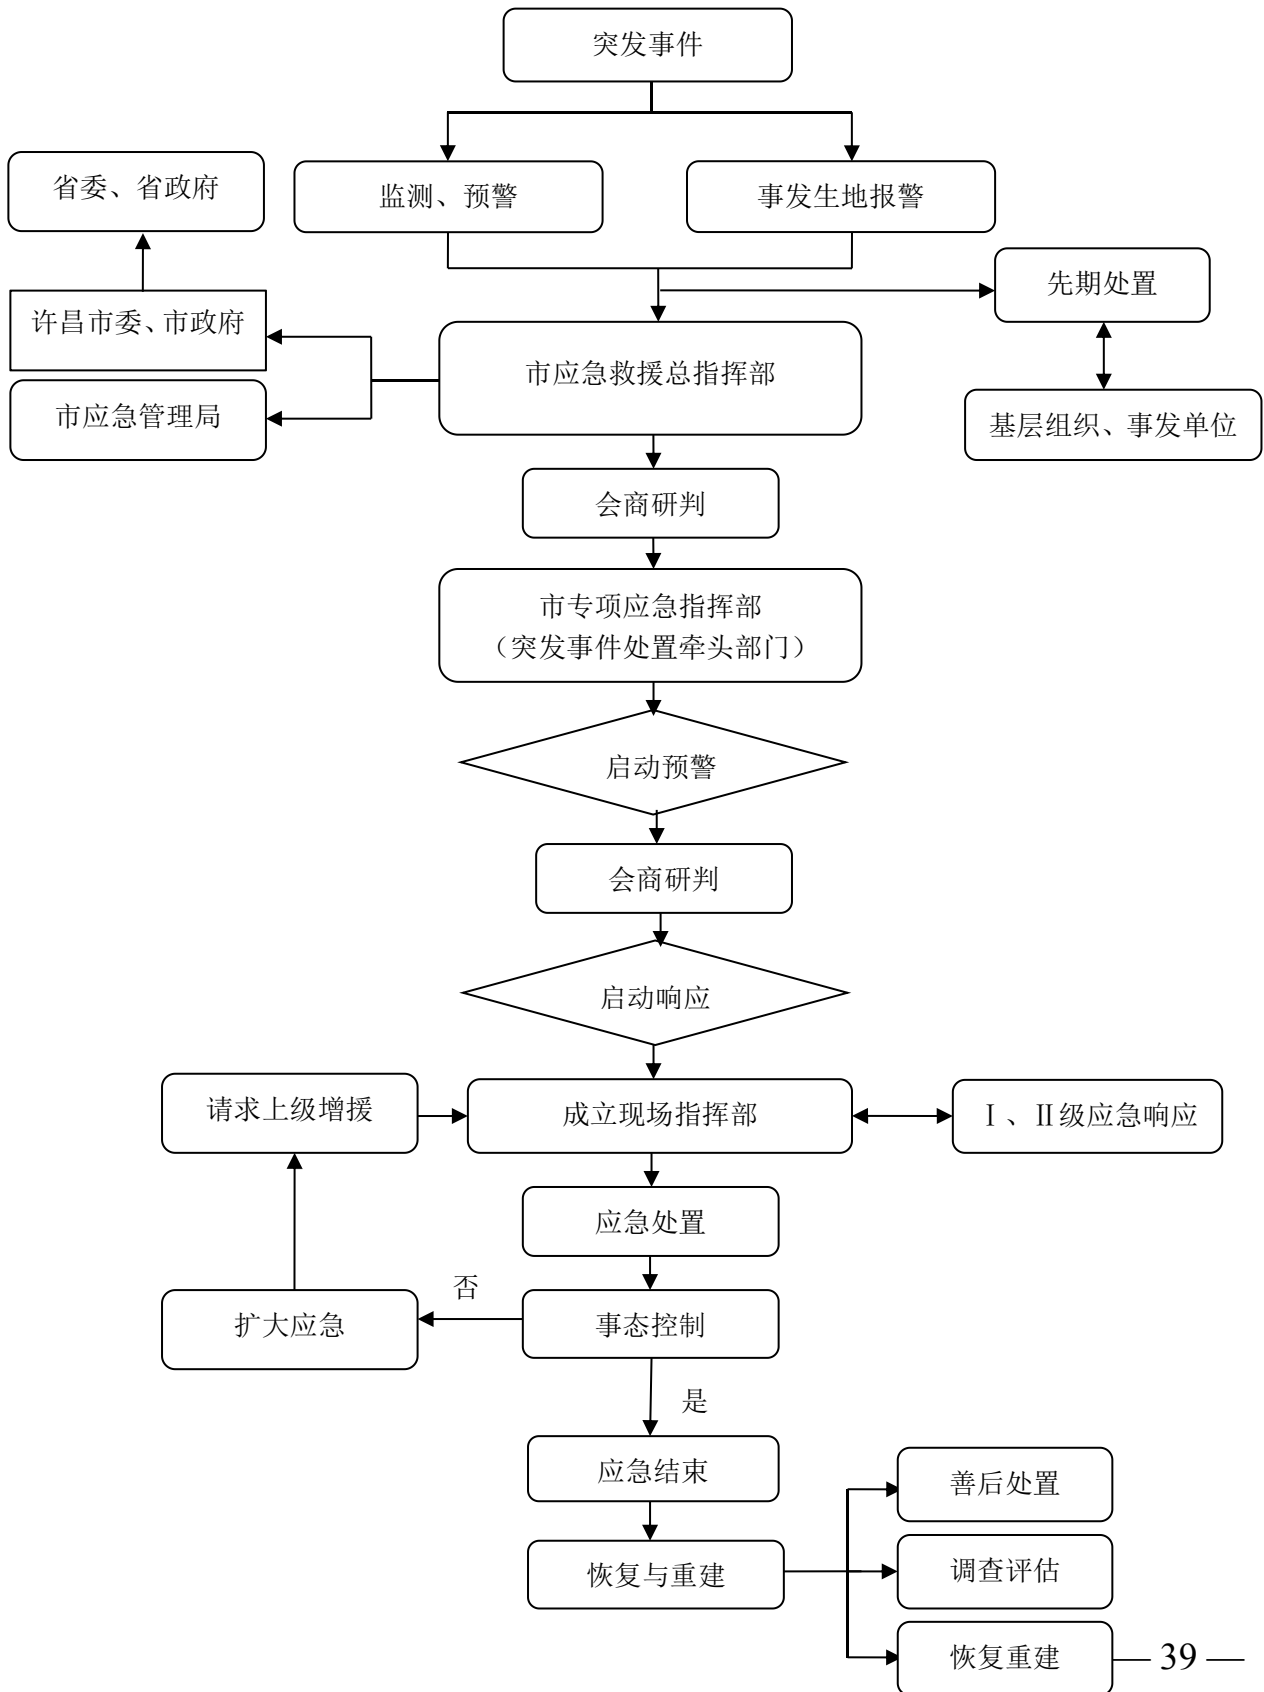 突发事件
省委、省政府
监测、预警
事发生地报警
先期处置
许昌市委、市政府
市应急救援总指挥部
市应急管理局
基层组织、事发单位
会商研判
市专项应急指挥部
（突发事件处置牵头部门）
启动预警
会商研判
启动响应
请求上级增援
成立现场指挥部
Ⅰ、Ⅱ级应急响应
应急处置
否
扩大应急
事态控制
是
应急结束
善后处置
恢复与重建
调查评估
恢复重建
— 39 —